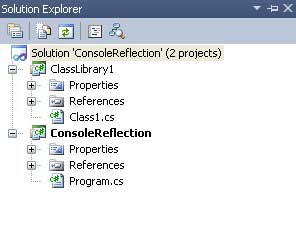 Solution Explorer
Solution 'ConsoleReflection' (2 projects)
ClassLibrary1
Properties
References
Class1.cs
ConsoleReflection
Properties
References
Program.cs